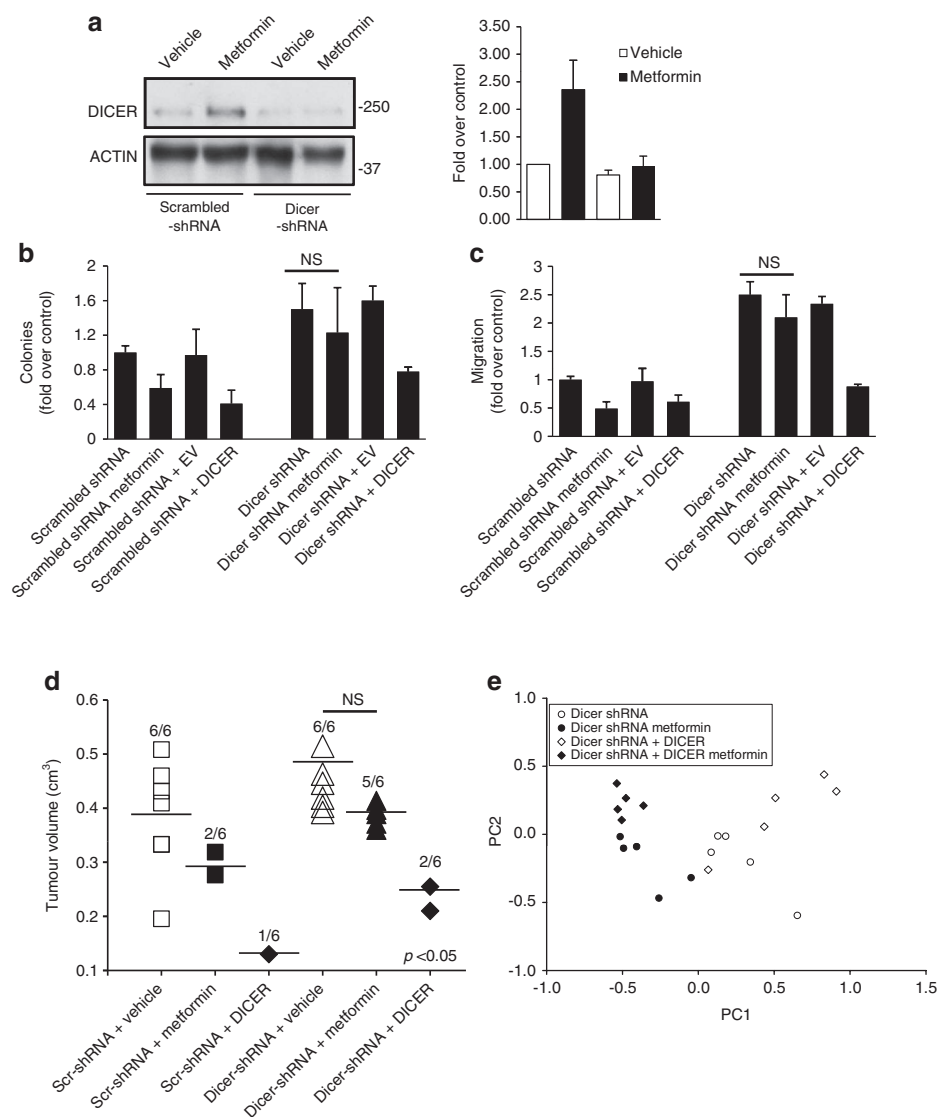 a
Vehicle
Metformin
Vehicle
Metformin
DICER
-250
ACTIN
-37
Scrambled
-shRNA
Dicer
-shRNA
Fold over control
3.50
3.00
2.50
2.00
1.50
1.00
0.50
0.00
Vehicle
Metformin
b
Colonies
(fold over control)
2
1.6
1.2
0.8
0.4
0
NS
Scrambled shRNA
Scrambled shRNA metformin
Scrambled shRNA + EV
Scrambled shRNA + DICER
Dicer shRNA
Dicer shRNA metformin
Dicer shRNA + EV
Dicer shRNA + DICER
c
Migration
(fold over control)
3
2.5
2
1.5
1
0.5
0
NS
Scrambled shRNA
Scrambled shRNA metformin
Scrambled shRNA + EV
Scrambled shRNA + DICER
Dicer shRNA
Dicer shRNA metformin
Dicer shRNA + EV
Dicer shRNA + DICER
d
Tumour volume (cm3)
0.6
0.5
0.4
0.3
0.2
0.1
6/6
2/6
1/6
6/6
NS
5/6
2/6
p <0.05
Scr-shRNA + vehicle
Scr-shRNA + metformin
Scr-shRNA + DICER
Dicer-shRNA + vehicle
Dicer-shRNA + metformin
Dicer-shRNA + DICER
e
Dicer shRNA
Dicer shRNA metformin
Dicer shRNA + DICER
Dicer shRNA + DICER metformin
PC2
1.0
0.5
0.0
-0.5
-1.0
-1.0
-0.5
0.0
0.5
1.0
1.5
PC1